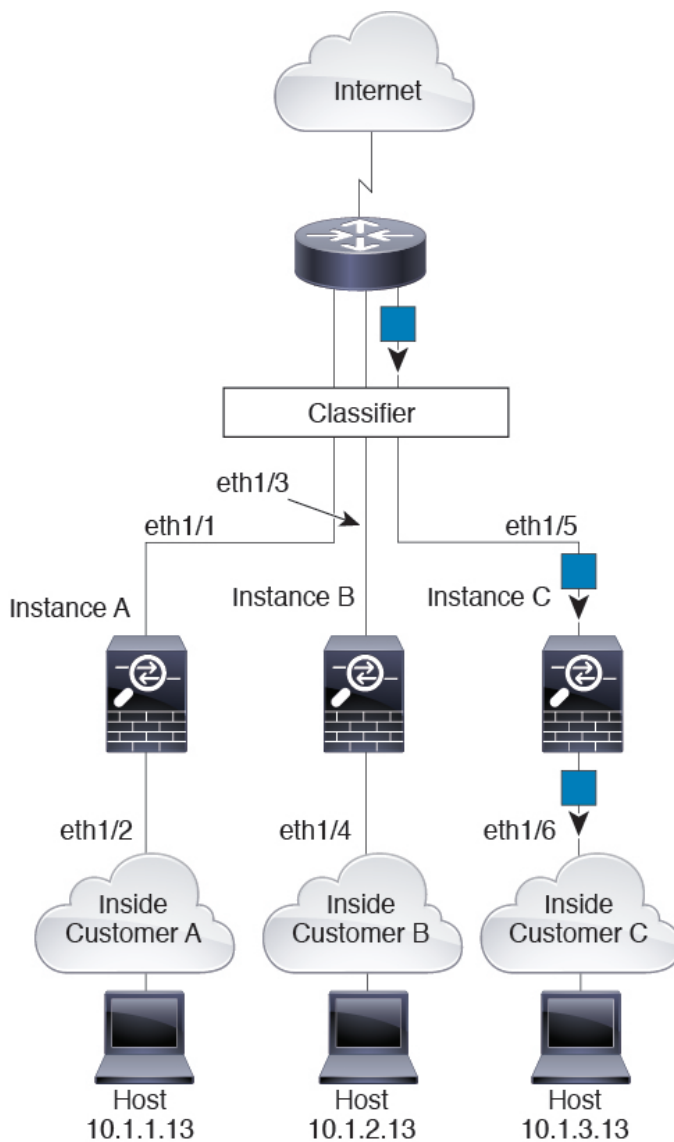 Internet
Classifier
eth1/3
eth1/1
eth1/5
Instance A
Instance B
Instance C
eth1/2
eth1/4
eth1/6
Inside
Customer A
Inside
Customer B
Inside
Customer C
Host
10.1.1.13
Host
10.1.2.13
Host
10.1.3.13